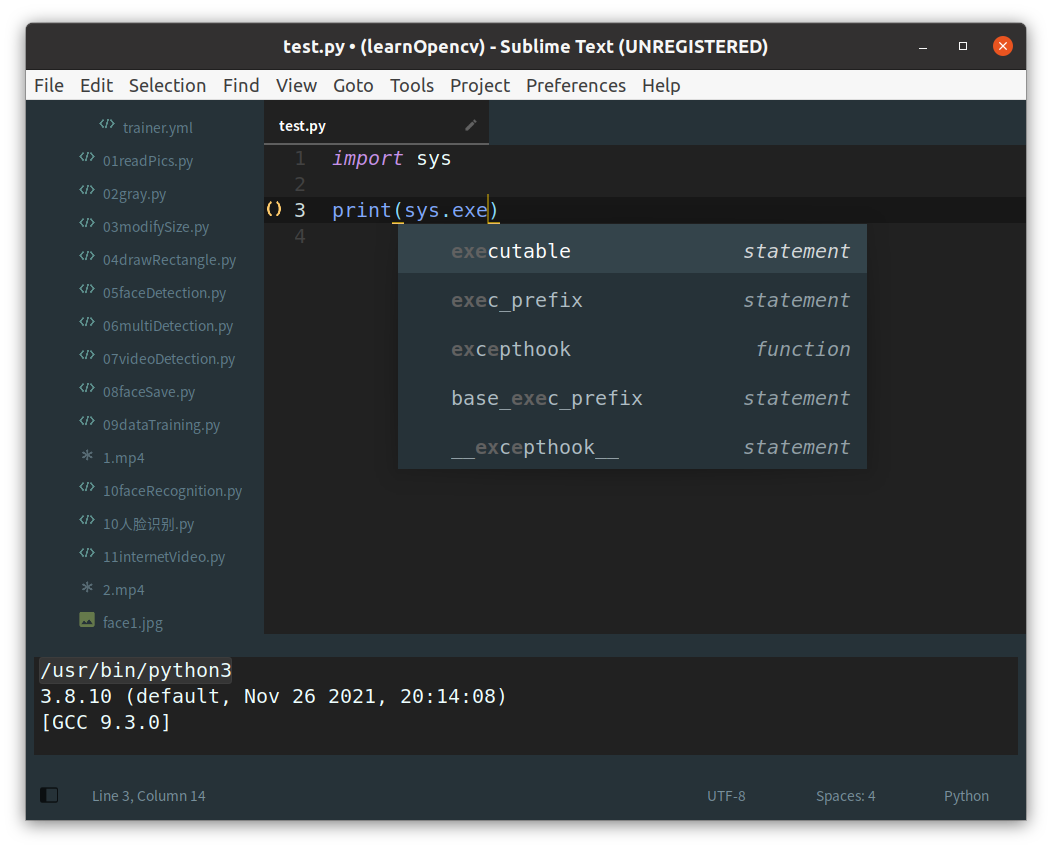 test.py • (learnOpencv) - Sublime Text (UNREGISTERED)
File Edit Selection Find View Goto Tools Project Preferences Help
trainer.yml
01readPics.py
02gray.py
03modifySize.py
04drawRectangle.py
05faceDetection.py
06multiDetection.py
07videoDetection.py
08faceSave.py
09dataTraining.py
1.mp4
10faceRecognition.py
10人脸识别.py
11internetVideo.py
2.mp4
face1.jpg
test.py
1 import sys
2
3 print(sys.exe)
4
executable statement
exec_prefix statement
excepthook function
base_exec_prefix statement
__excepthook__ statement
/usr/bin/python3
3.8.10 (default, Nov 26 2021, 20:14:08)
[GCC 9.3.0]
Line 3, Column 14 UTF-8 Spaces: 4 Python